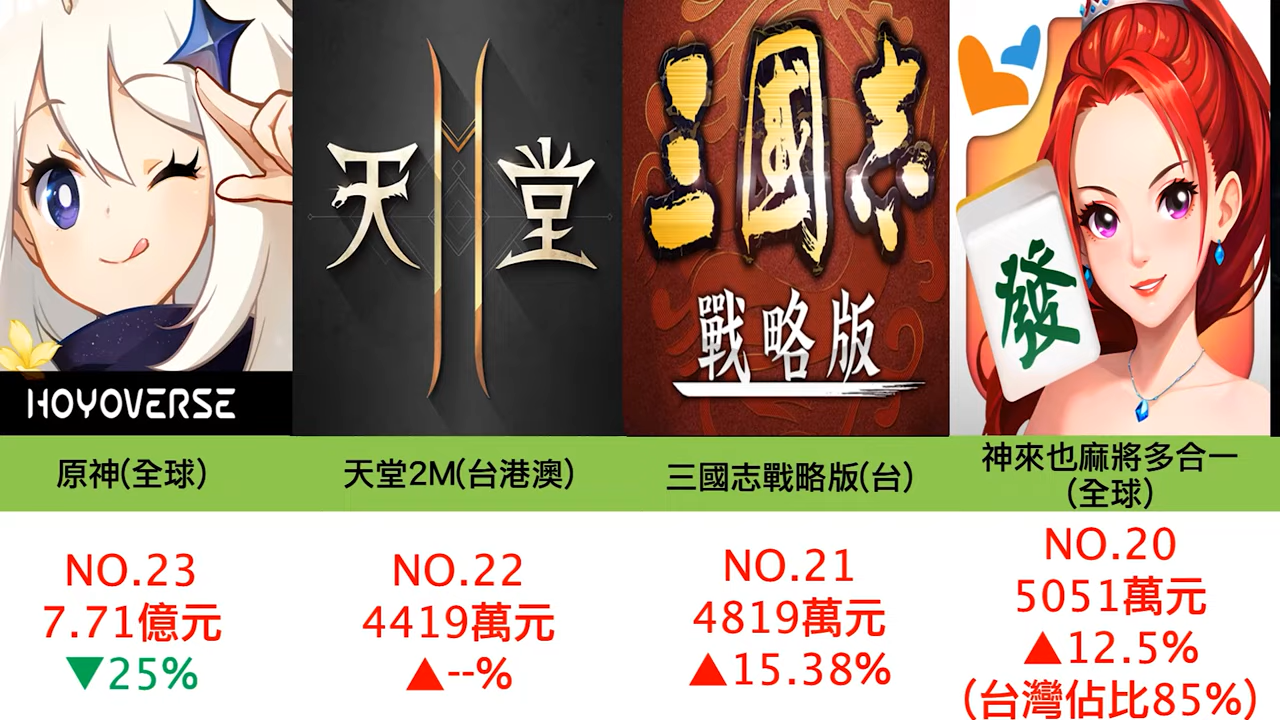 HOYOVERSE
原神(全球)
NO.23
7.71億元
▼25%
天堂
天堂2M(台港澳)
NO.22
4419萬元
▲--%
三國志
戰略版
三國志戰略版(台)
NO.21
4819萬元
▲15.38%
發
神來也麻將多合一
(全球)
NO.20
5051萬元
▲12.5%
(台灣佔比85%)